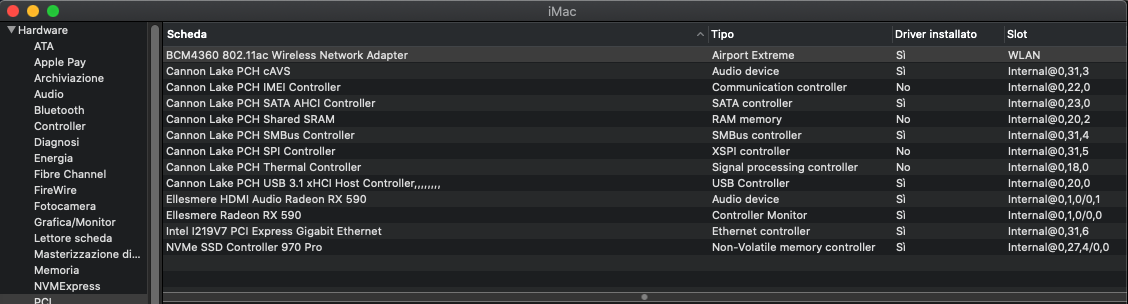 iMac
Hardware
ATA
Apple Pay
Archiviazione
Audio
Bluetooth
Controller
Diagnosi
Energia
Fibre Channel
FireWire
Fotocamera
Grafica/Monitor
Lettore scheda
Masterizzazione di...
Memoria
NVMExpress
PCI
Scheda Tipo Driver installato Slot
BCM4360 802.11ac Wireless Network Adapter Airport Extreme Sì WLAN
Cannon Lake PCH cAVS Audio device Sì Internal@0,31,3
Cannon Lake PCH IMEI Controller Communication controller No Internal@0,22,0
Cannon Lake PCH SATA AHCI Controller SATA controller Sì Internal@0,23,0
Cannon Lake PCH Shared SRAM RAM memory No Internal@0,20,2
Cannon Lake PCH SMBus Controller SMBus controller Sì Internal@0,31,4
Cannon Lake PCH SPI Controller XSPI controller No Internal@0,31,5
Cannon Lake PCH Thermal Controller Signal processing controller No Internal@0,18,0
Cannon Lake PCH USB 3.1 xHCI Host Controller,,,,,,,, USB Controller Sì Internal@0,20,0
Ellesmere HDMI Audio Radeon RX 590 Audio device Sì Internal@0,1,0/0,1
Ellesmere Radeon RX 590 Controller Monitor Sì Internal@0,1,0/0,0
Intel I219V7 PCI Express Gigabit Ethernet Ethernet controller Sì Internal@0,31,6
NVMe SSD Controller 970 Pro Non-Volatile memory controller Sì Internal@0,27,4/0,0